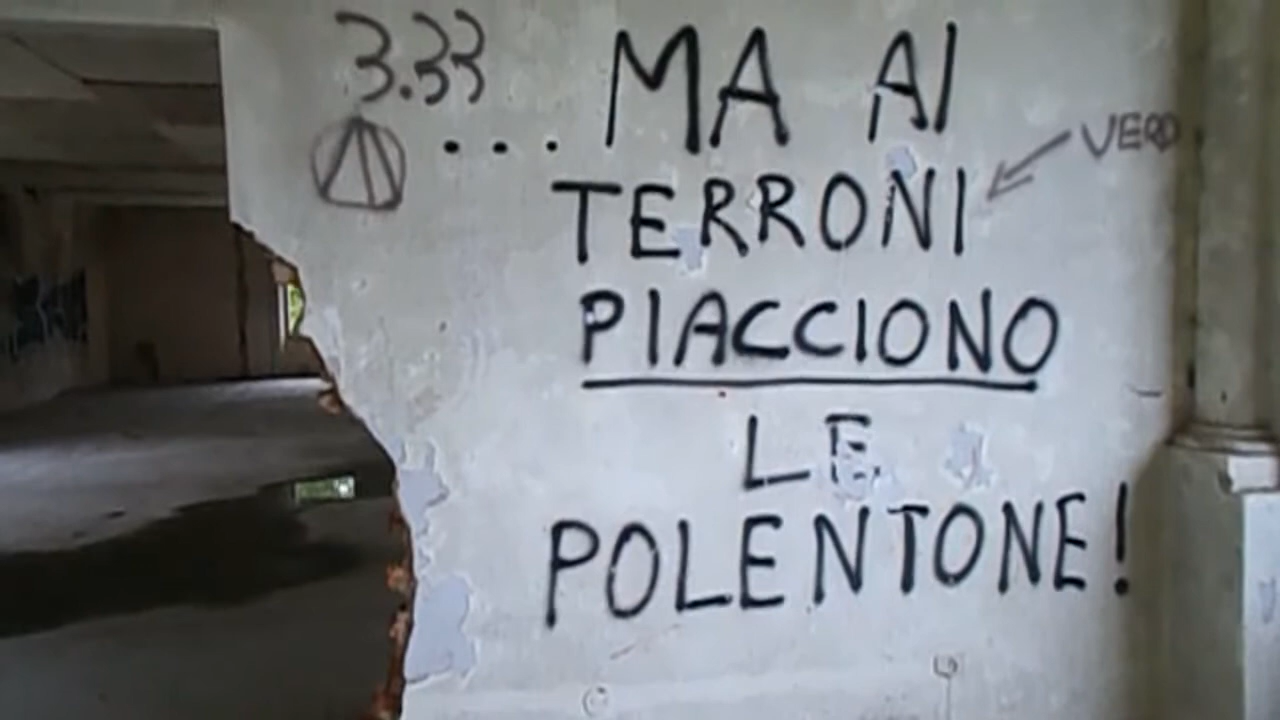 3.33
... MA AI
TERRONI
VERO
PIACCIONO
LE
POLENTONE!